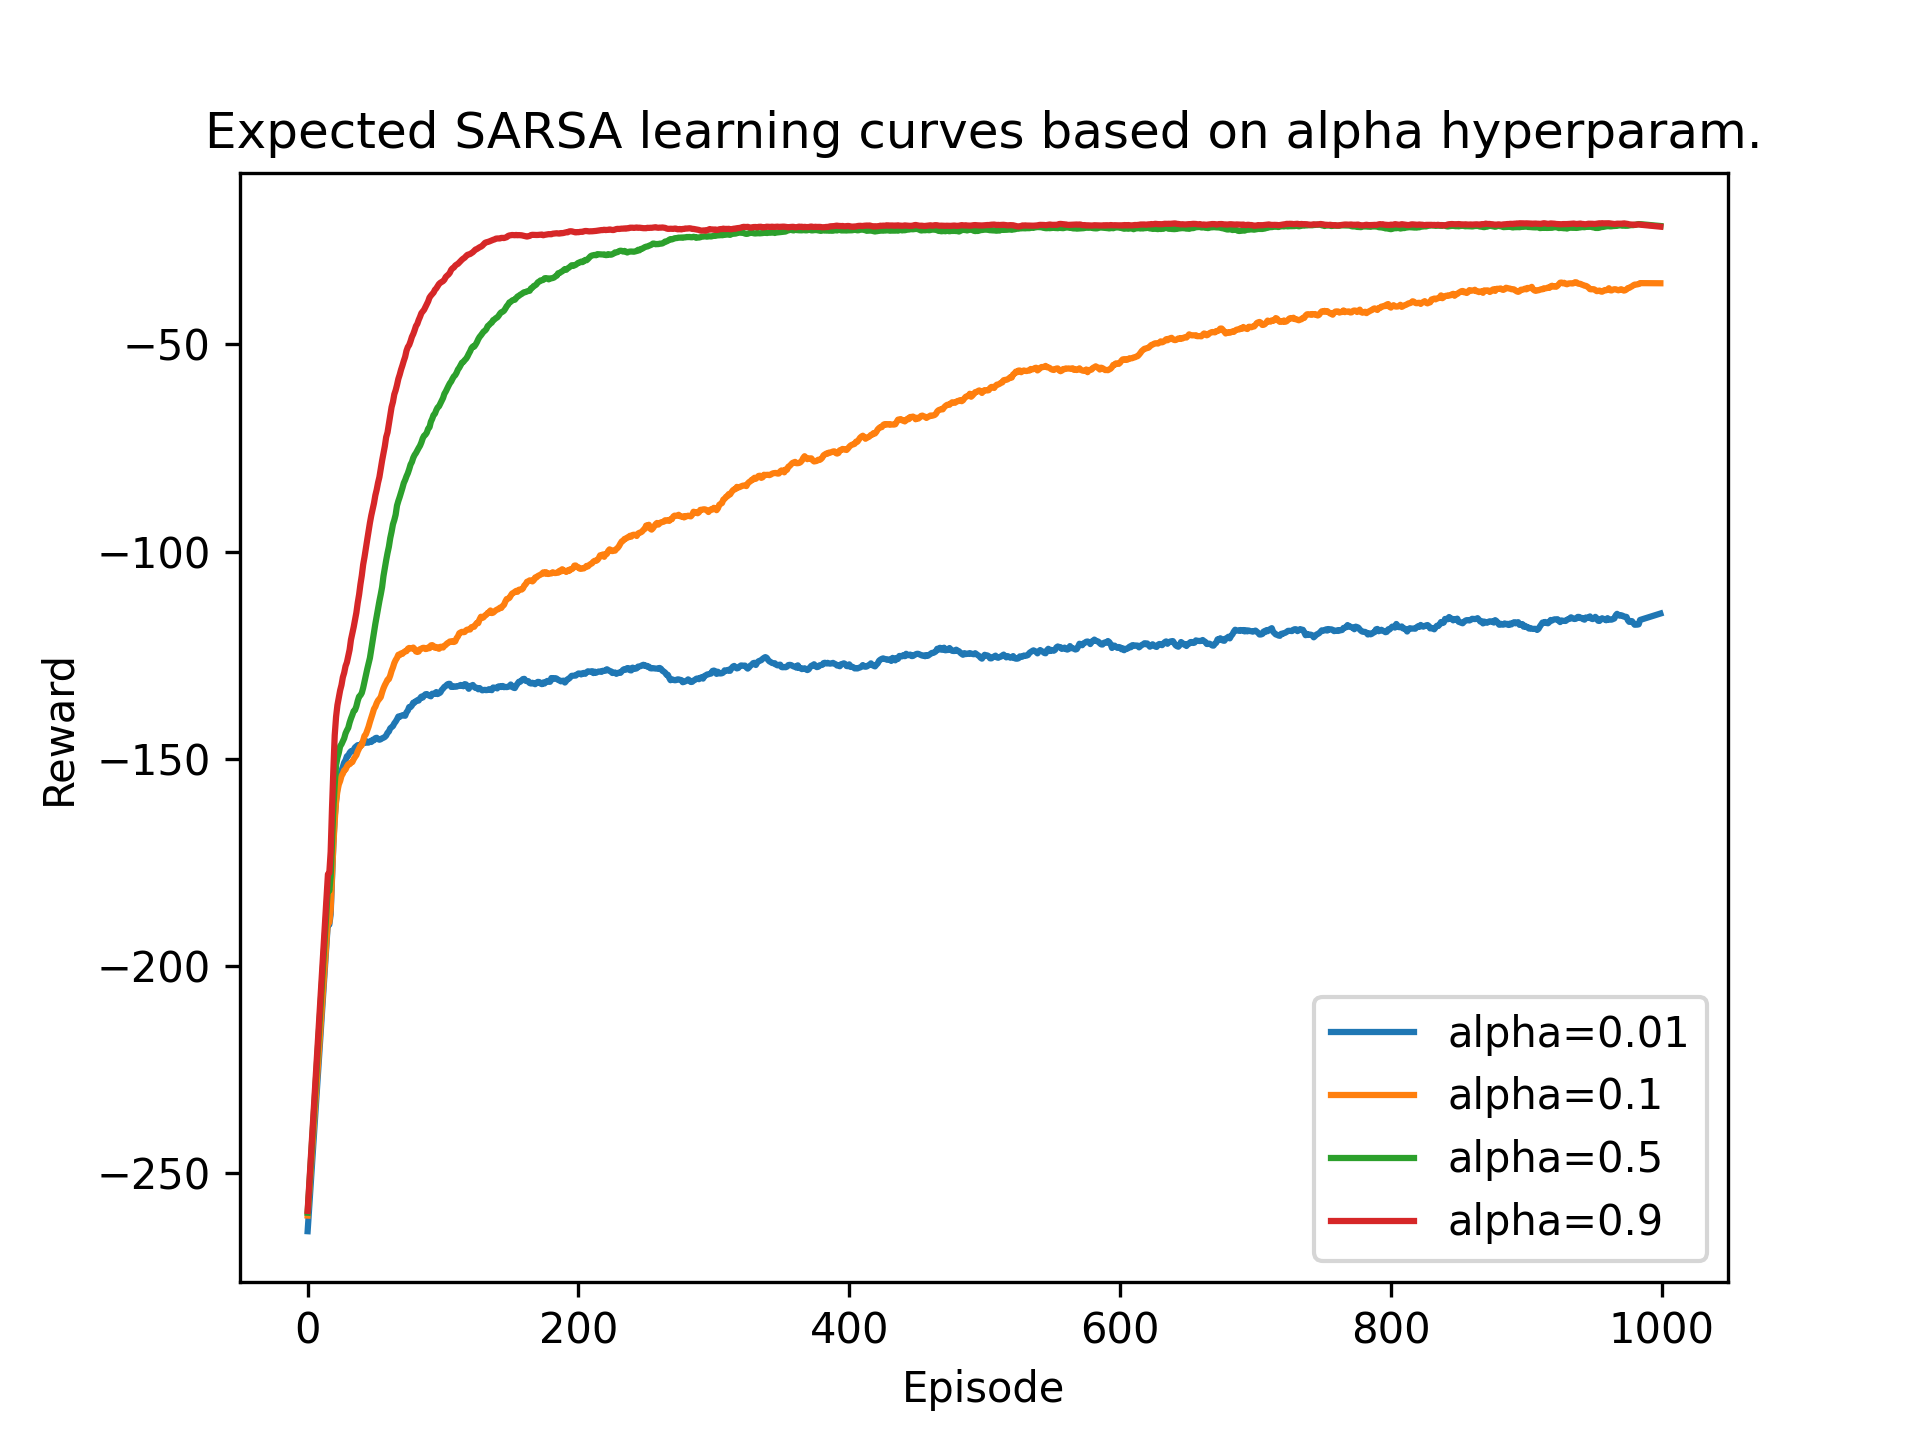 Expected SARSA learning curves based on alpha hyperparam.
Reward
−50
−100
−150
−200
−250
alpha=0.01
alpha=0.1
alpha=0.5
alpha=0.9
0 200 400 600 800 1000
Episode